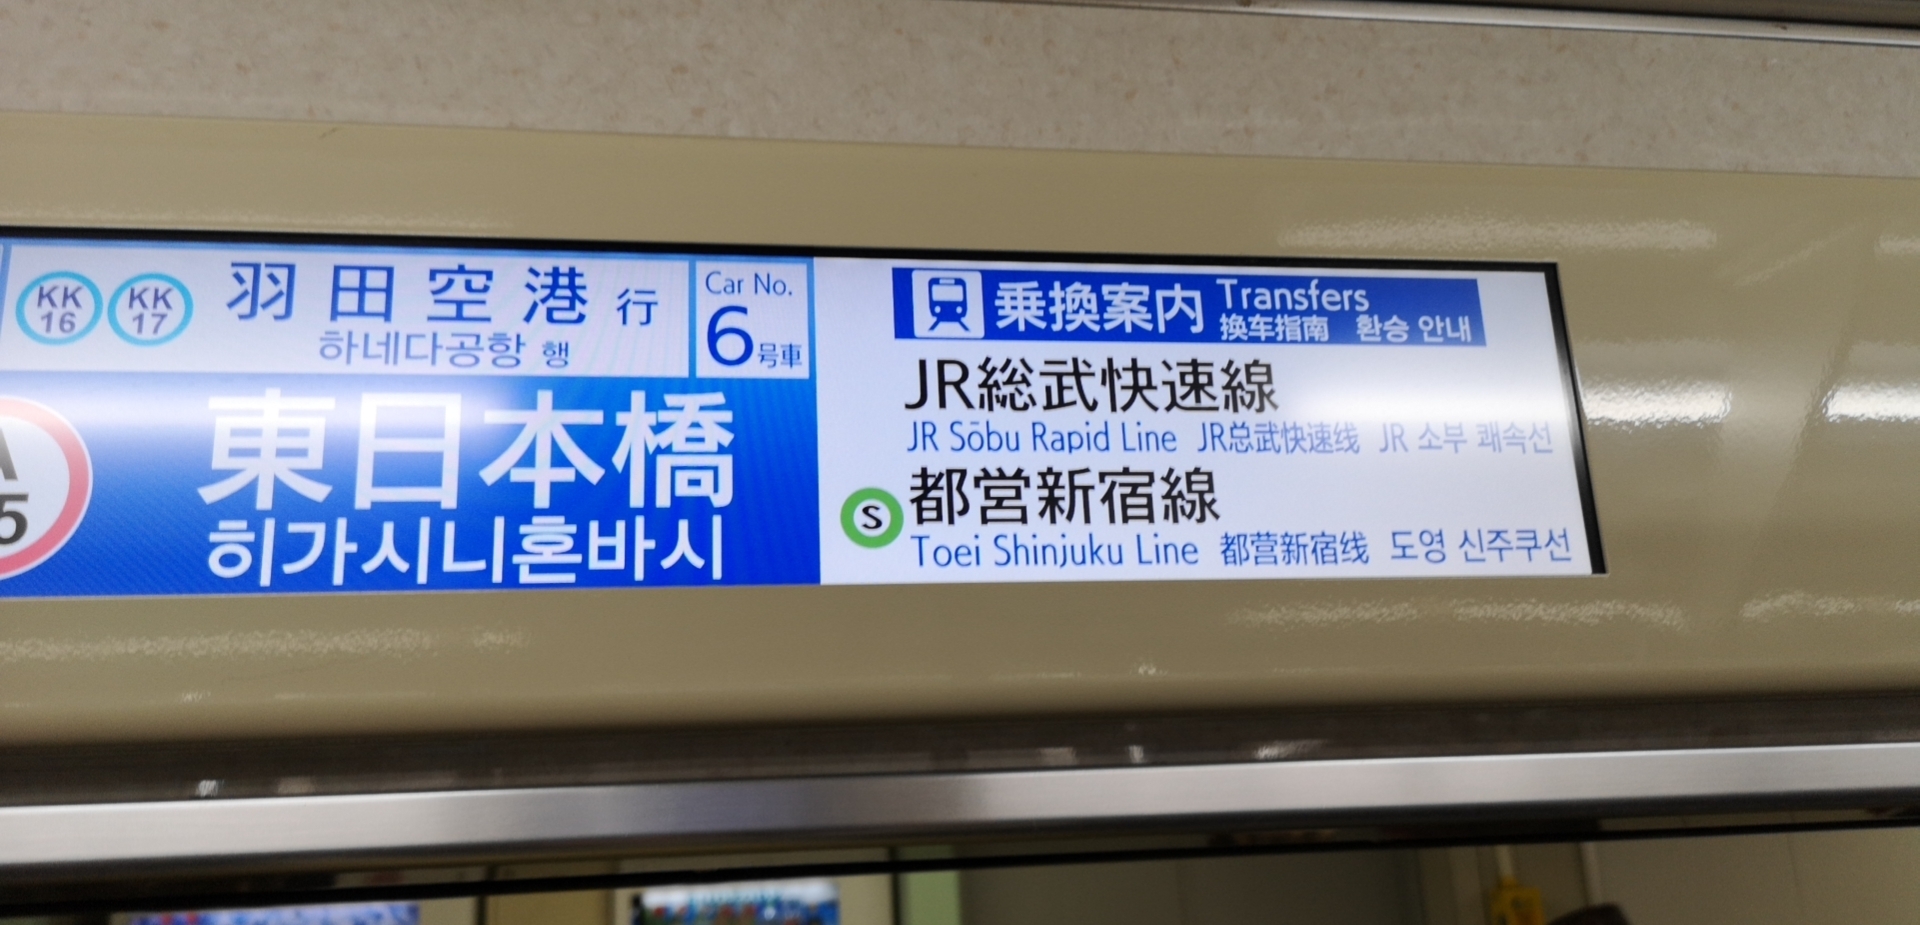 KK 16 KK 17 羽田空港 行
하네다공항 행
Car No.
6号車
東日本橋
히가시니혼바시
乗換案内 Transfers
换车指南 환승 안내
JR総武快速線
JR Sōbu Rapid Line JR总武快速线 JR 소부 쾌속선
S 都営新宿線
Toei Shinjuku Line 都营新宿线 도영 신주쿠선